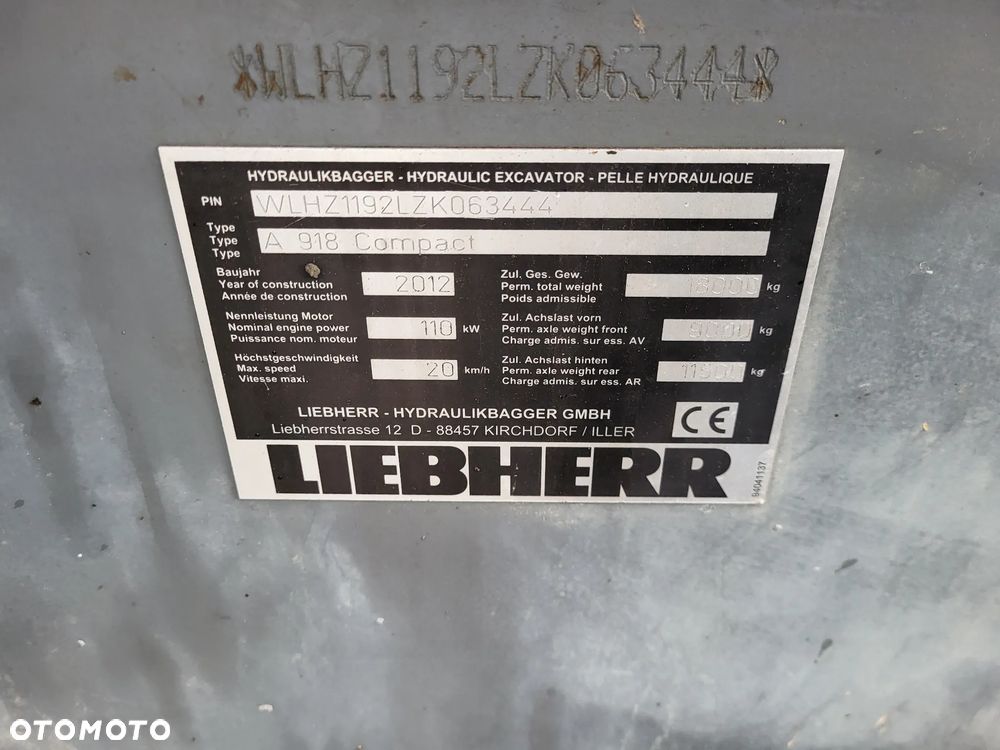 *WLHZ1192LZK063444*
HYDRAULIKBAGGER - HYDRAULIC EXCAVATOR - PELLE HYDRAULIQUE
PIN WLHZ1192LZK063444
Type
Type A 918 Compact
Type
Baujahr
Year of construction 2012
Année de construction
Zul. Ges. Gew.
Perm. total weight 18000 kg
Poids admissible
Nennleistung Motor
Nominal engine power 110 kW
Puissance nom. moteur
Zul. Achslast vorn
Perm. axle weight front kg
Charge admis. sur ess. AV
Höchstgeschwindigkeit
Max. speed 20 km/h
Vitesse maxi.
Zul. Achslast hinten
Perm. axle weight rear 11500 kg
Charge admis. sur ess. AR
LIEBHERR - HYDRAULIKBAGGER GMBH
Liebherrstrasse 12 D - 88457 KIRCHDORF / ILLER
CE
LIEBHERR
94041137
OTOMOTO